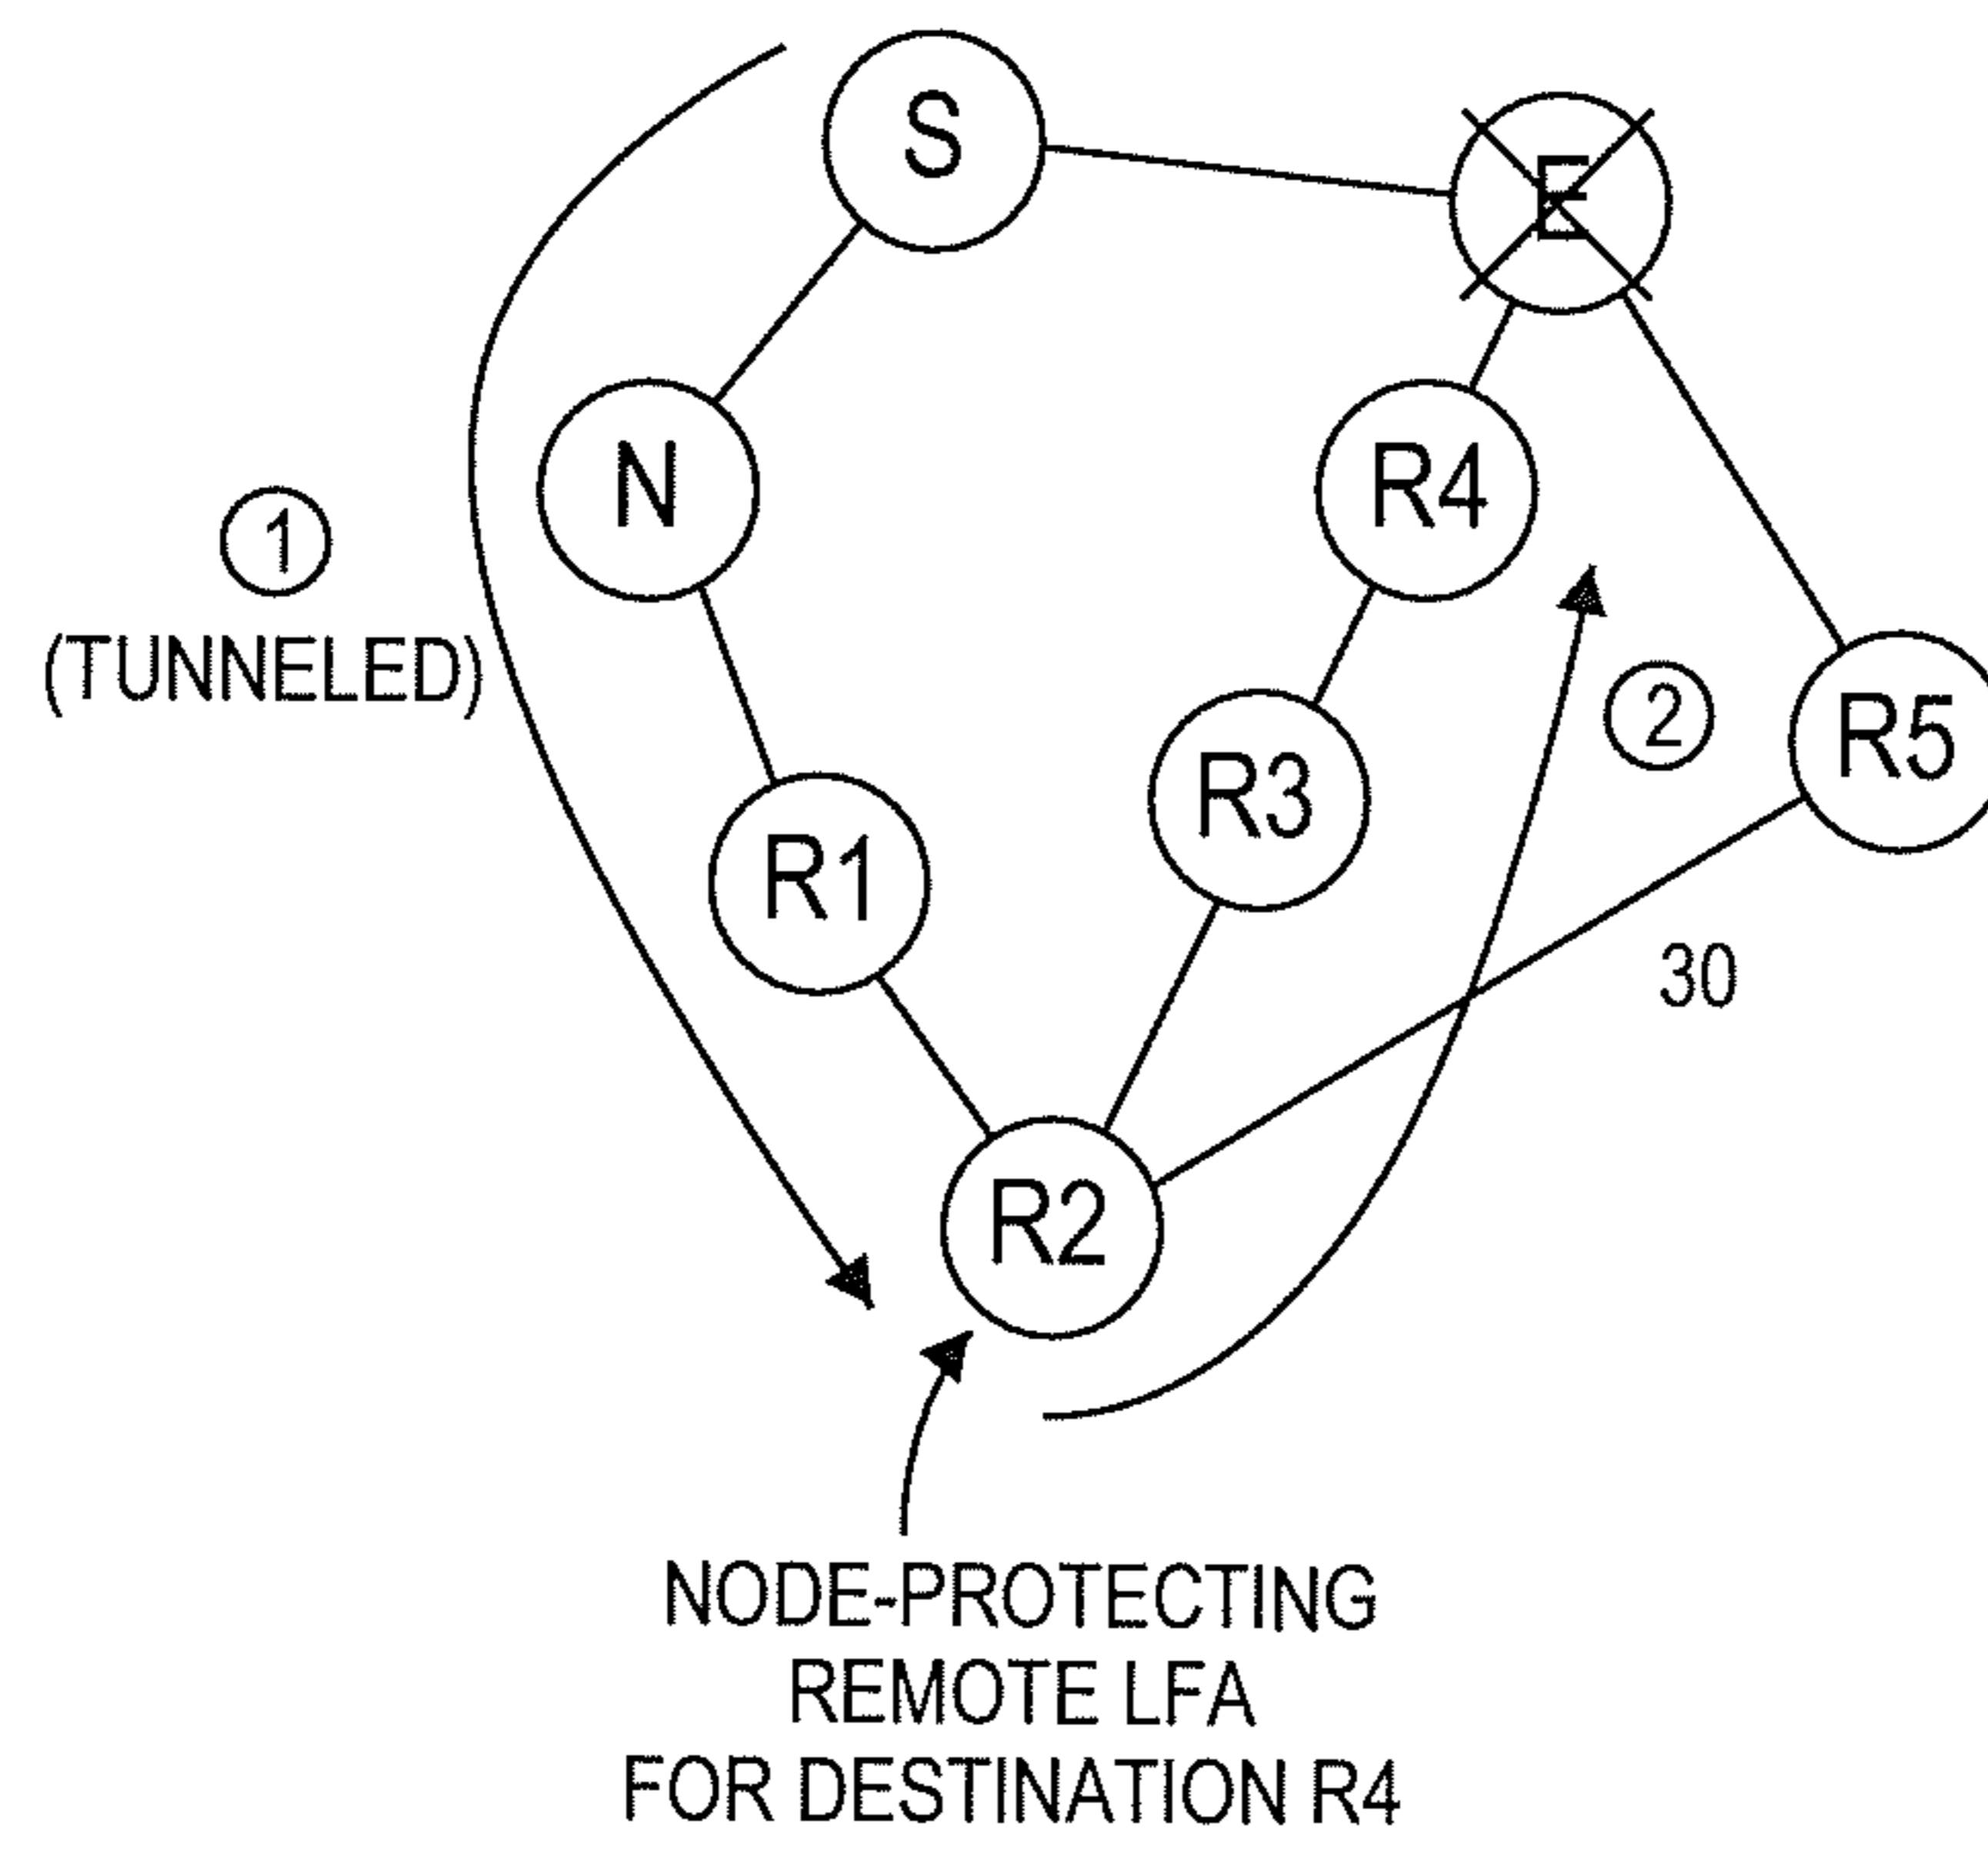 S
E
N
R4
1
(TUNNELED)
2
R5
R3
R1
30
R2
NODE-PROTECTING
REMOTE LFA
FOR DESTINATION R4